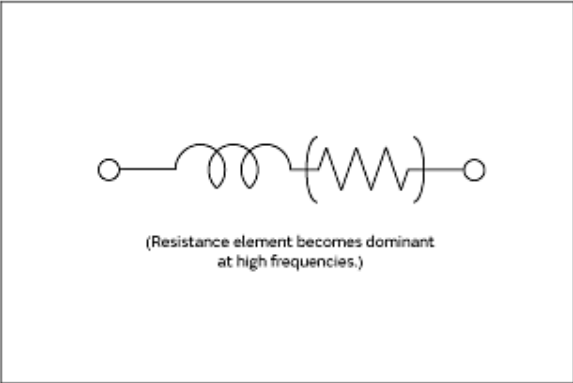 (Resistance element becomes dominant
at high frequencies.)